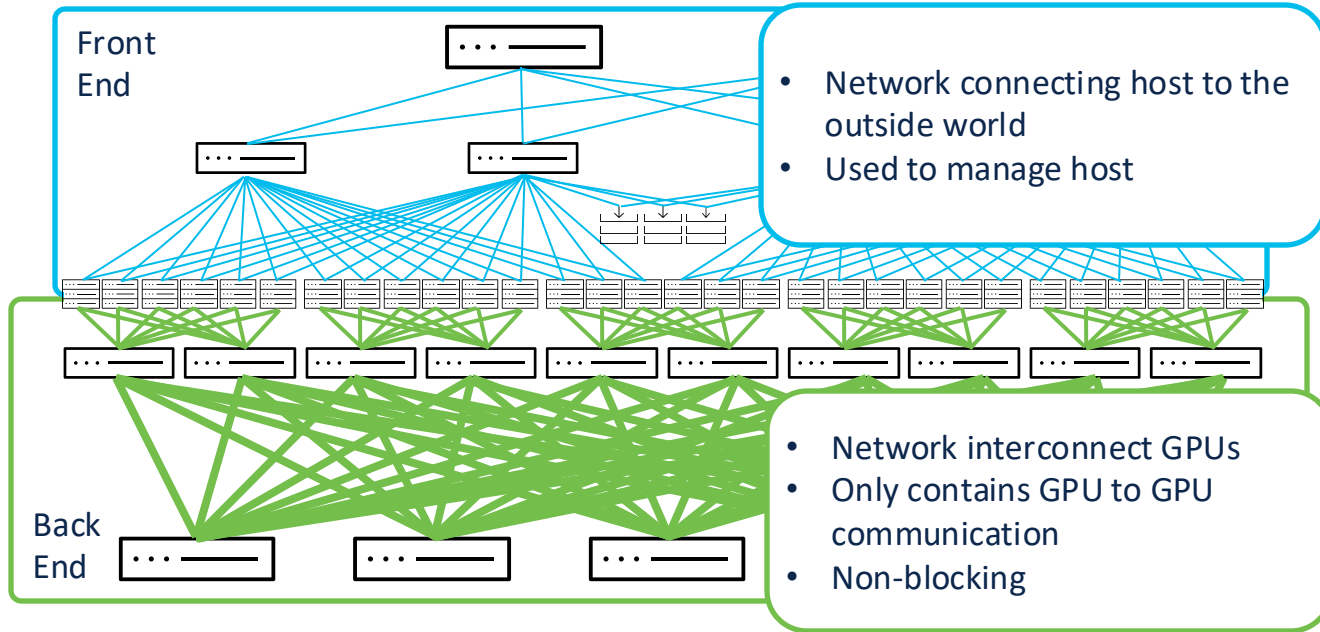 Front
End
• Network connecting host to the
outside world
• Used to manage host
• Network interconnect GPUs
• Only contains GPU to GPU
communication
• Non-blocking
Back
End